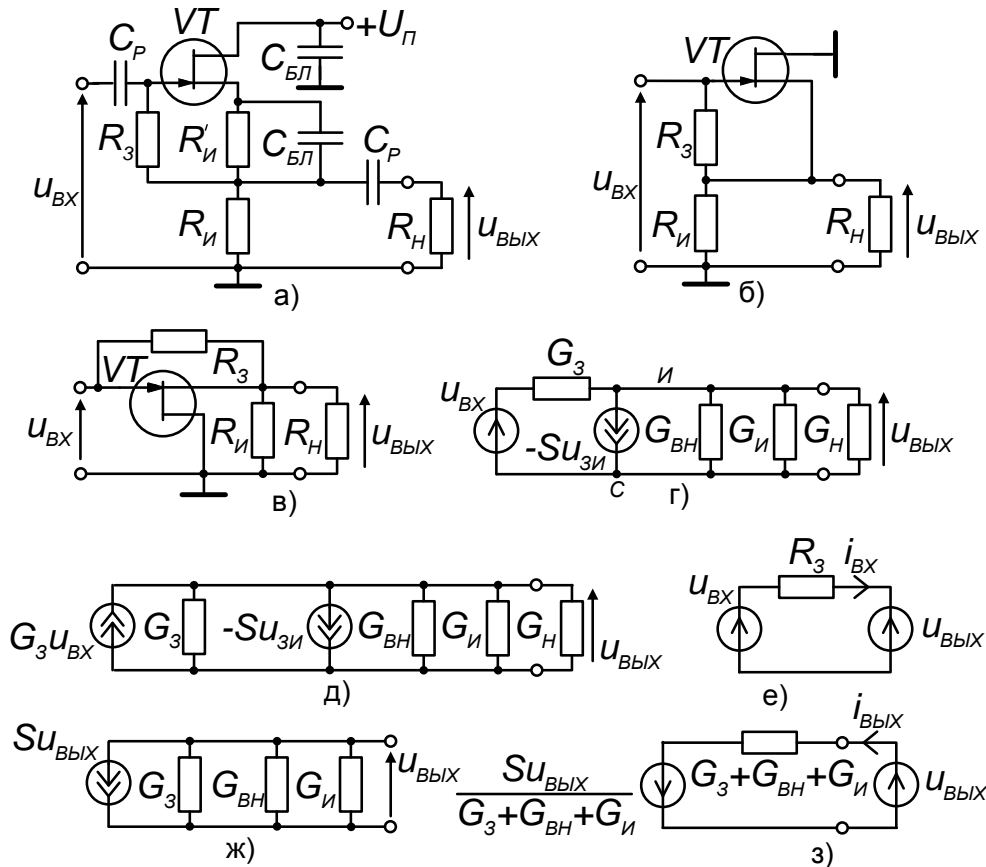 VT
+U_П
C_Р
C_БЛ
R_З
R'_И
C_БЛ
C_Р
u_ВХ
R_И
R_Н
u_ВЫХ
а)
VT
R_З
u_ВХ
R_И
R_Н
u_ВЫХ
б)
VT
R_З
u_ВХ
R_И
R_Н
u_ВЫХ
в)
G_З
И
u_ВХ
-Su_ЗИ
G_ВН
G_И
G_Н
u_ВЫХ
С
г)
G_З u_ВХ
G_З
-Su_ЗИ
G_ВН
G_И
G_Н
u_ВЫХ
д)
R_З
i_ВХ
u_ВХ
u_ВЫХ
е)
Su_ВЫХ
G_З
G_ВН
G_И
u_ВЫХ
ж)
i_ВЫХ
Su_ВЫХ
G_З+G_ВН+G_И
G_З+G_ВН+G_И
u_ВЫХ
з)